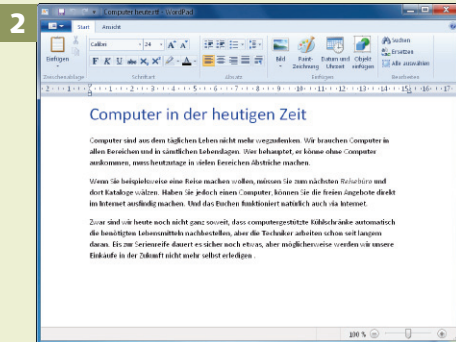 2
Computer heutzeit - WordPad
Start Ansicht
Calibri 24 A A
Einfügen
F K U abc X, X² A
Bild Paint-Zeichnung Datum und Uhrzeit Objekt einfügen
Suchen
Ersetzen
Alle auswählen
Zwischenablage Schriftart Absatz Einfügen Bearbeiten
Computer in der heutigen Zeit
Computer sind aus dem täglichen Leben nicht mehr wegzudenken. Wir brauchen Computer in
allen Bereichen und in sämtlichen Lebenslagen. Wer behauptet, er könne ohne Computer
auskommen, muss heutzutage in vielen Bereichen Abstriche machen.
Wenn Sie beispielsweise eine Reise machen wollen, müssen Sie zum nächsten Reisebüro und
dort Kataloge wälzen. Haben Sie jedoch einen Computer, können Sie die freien Angebote direkt
im Internet ausfindig machen. Und das Buchen funktioniert natürlich auch via Internet.
Zwar sind wir heute noch nicht ganz soweit, dass computergestützte Kühlschränke automatisch
die benötigten Lebensmitteln nachbestellen, aber die Techniker arbeiten schon seit langem
daran. Bis zur Serienreife dauert es sicher noch etwas, aber möglicherweise werden wir unsere
Einkäufe in der Zukunft nicht mehr selbst erledigen .
100 %